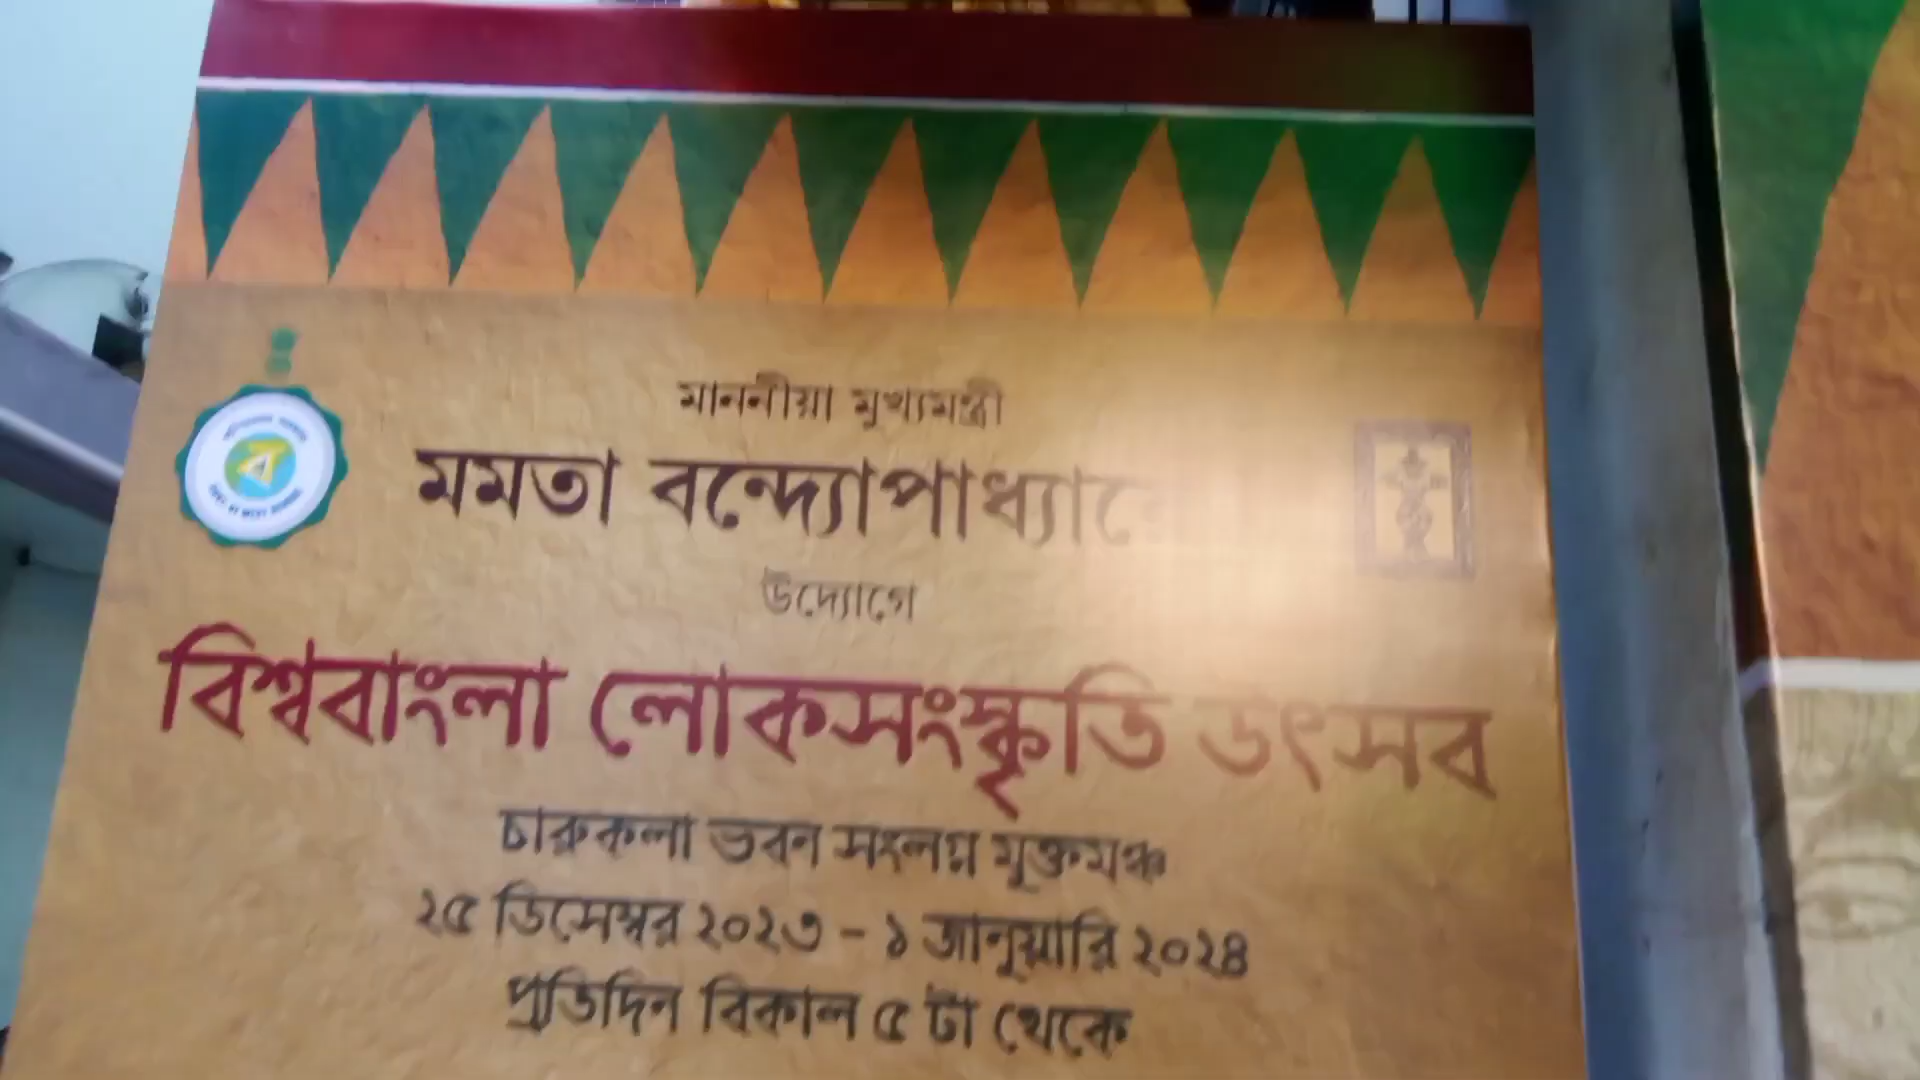 মাননীয়া মুখ্যমন্ত্রী
মমতা বন্দ্যোপাধ্যায়ের
উদ্যোগে
বিশ্ববাংলা লোকসংস্কৃতি উৎসব
চারুকলা ভবন সংলগ্ন মুক্তমঞ্চ
২৫ ডিসেম্বর ২০২৩ – ১ জানুয়ারি ২০২৪
প্রতিদিন বিকাল ৫ টা থেকে